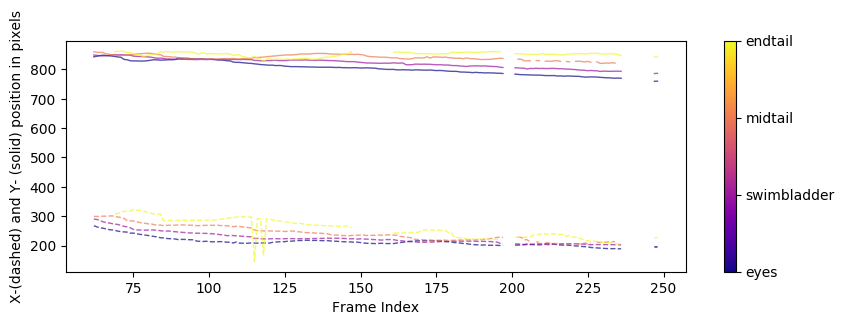 X-(dashed) and Y- (solid) position in pixels
800
700
600
500
400
300
200
75
100
125
150
175
200
225
250
Frame Index
endtail
midtail
swimbladder
eyes